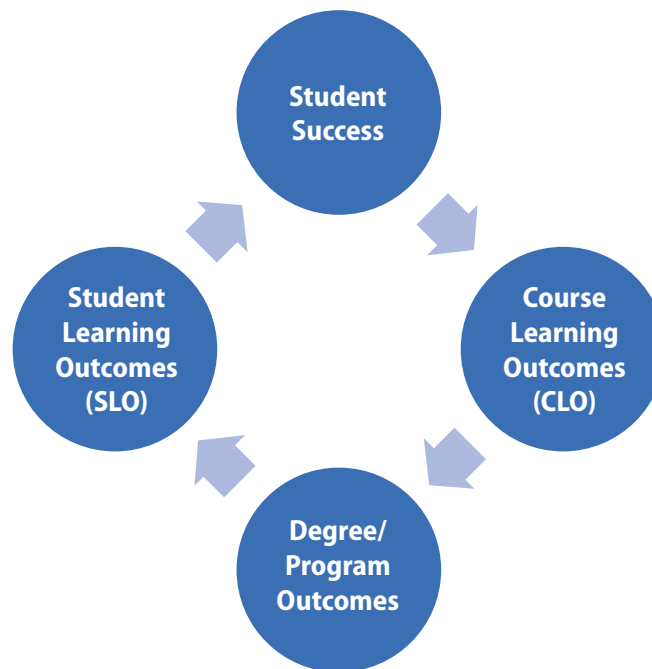 Student
Success
Course
Learning
Outcomes
(CLO)
Degree/
Program
Outcomes
Student
Learning
Outcomes
(SLO)